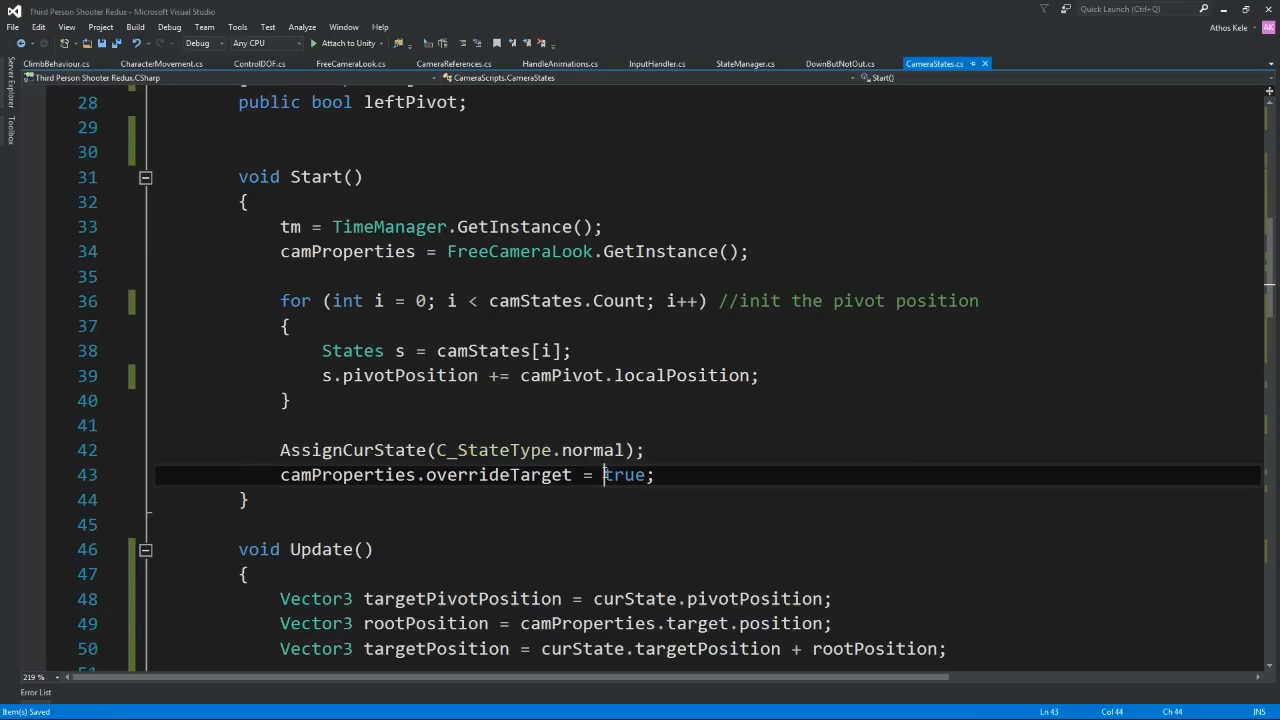 Third Person Shooter Redux - Microsoft Visual Studio
Quick Launch (Ctrl+Q)
File Edit View Project Build Debug Team Tools Test Analyze Window Help
Athos Kele
AK
Debug Any CPU Attach to Unity
Server Explorer
Toolbox
ClimbBehaviour.cs CharacterMovement.cs ControlDOF.cs FreeCameraLook.cs CameraReferences.cs HandleAnimations.cs InputHandler.cs StateManager.cs DownButNotOut.cs CameraStates.cs
Third Person Shooter Redux.CSharp CameraScripts.CameraStates Start()
28 public bool leftPivot;
29
30
31 void Start()
32 {
33 tm = TimeManager.GetInstance();
34 camProperties = FreeCameraLook.GetInstance();
35
36 for (int i = 0; i < camStates.Count; i++) //init the pivot position
37 {
38 States s = camStates[i];
39 s.pivotPosition += camPivot.localPosition;
40 }
41
42 AssignCurState(C_StateType.normal);
43 camProperties.overrideTarget = true;
44 }
45
46 void Update()
47 {
48 Vector3 targetPivotPosition = curState.pivotPosition;
49 Vector3 rootPosition = camProperties.target.position;
50 Vector3 targetPosition = curState.targetPosition + rootPosition;
219 %
Error List
Item(s) Saved Ln 43 Col 44 Ch 44 INS